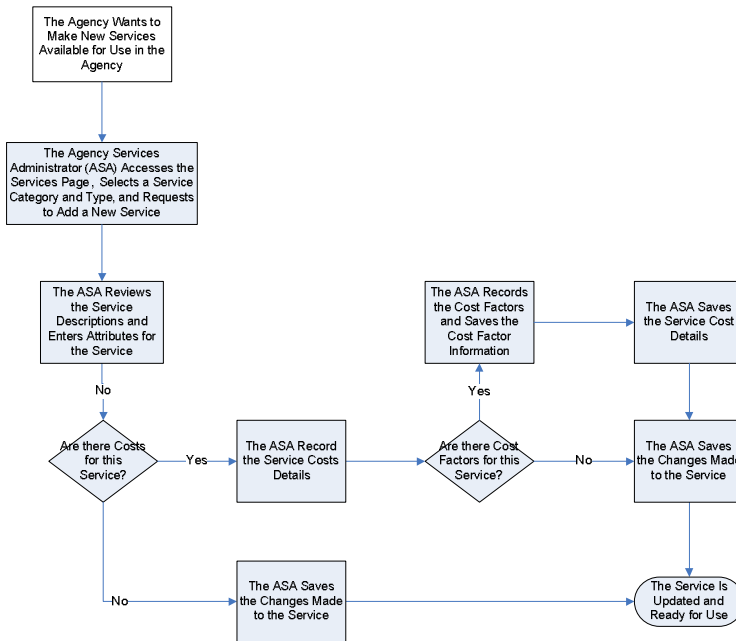 The Agency Wants to
Make New Services
Available for Use in the
Agency
The Agency Services
Administrator (ASA) Accesses the
Services Page , Selects a Service
Category and Type, and Requests
to Add a New Service
The ASA Reviews
the Service
Descriptions and
Enters Attributes for
the Service
The ASA Records
the Cost Factors
and Saves the
Cost Factor
Information
The ASA Saves
the Service Cost
Details
No
Yes
Are there Costs
for this
Service?
Yes
The ASA Record
the Service Costs
Details
Are there Cost
Factors for this
Service?
No
The ASA Saves
the Changes Made
to the Service
No
The ASA Saves
the Changes Made
to the Service
The Service Is
Updated and
Ready for Use